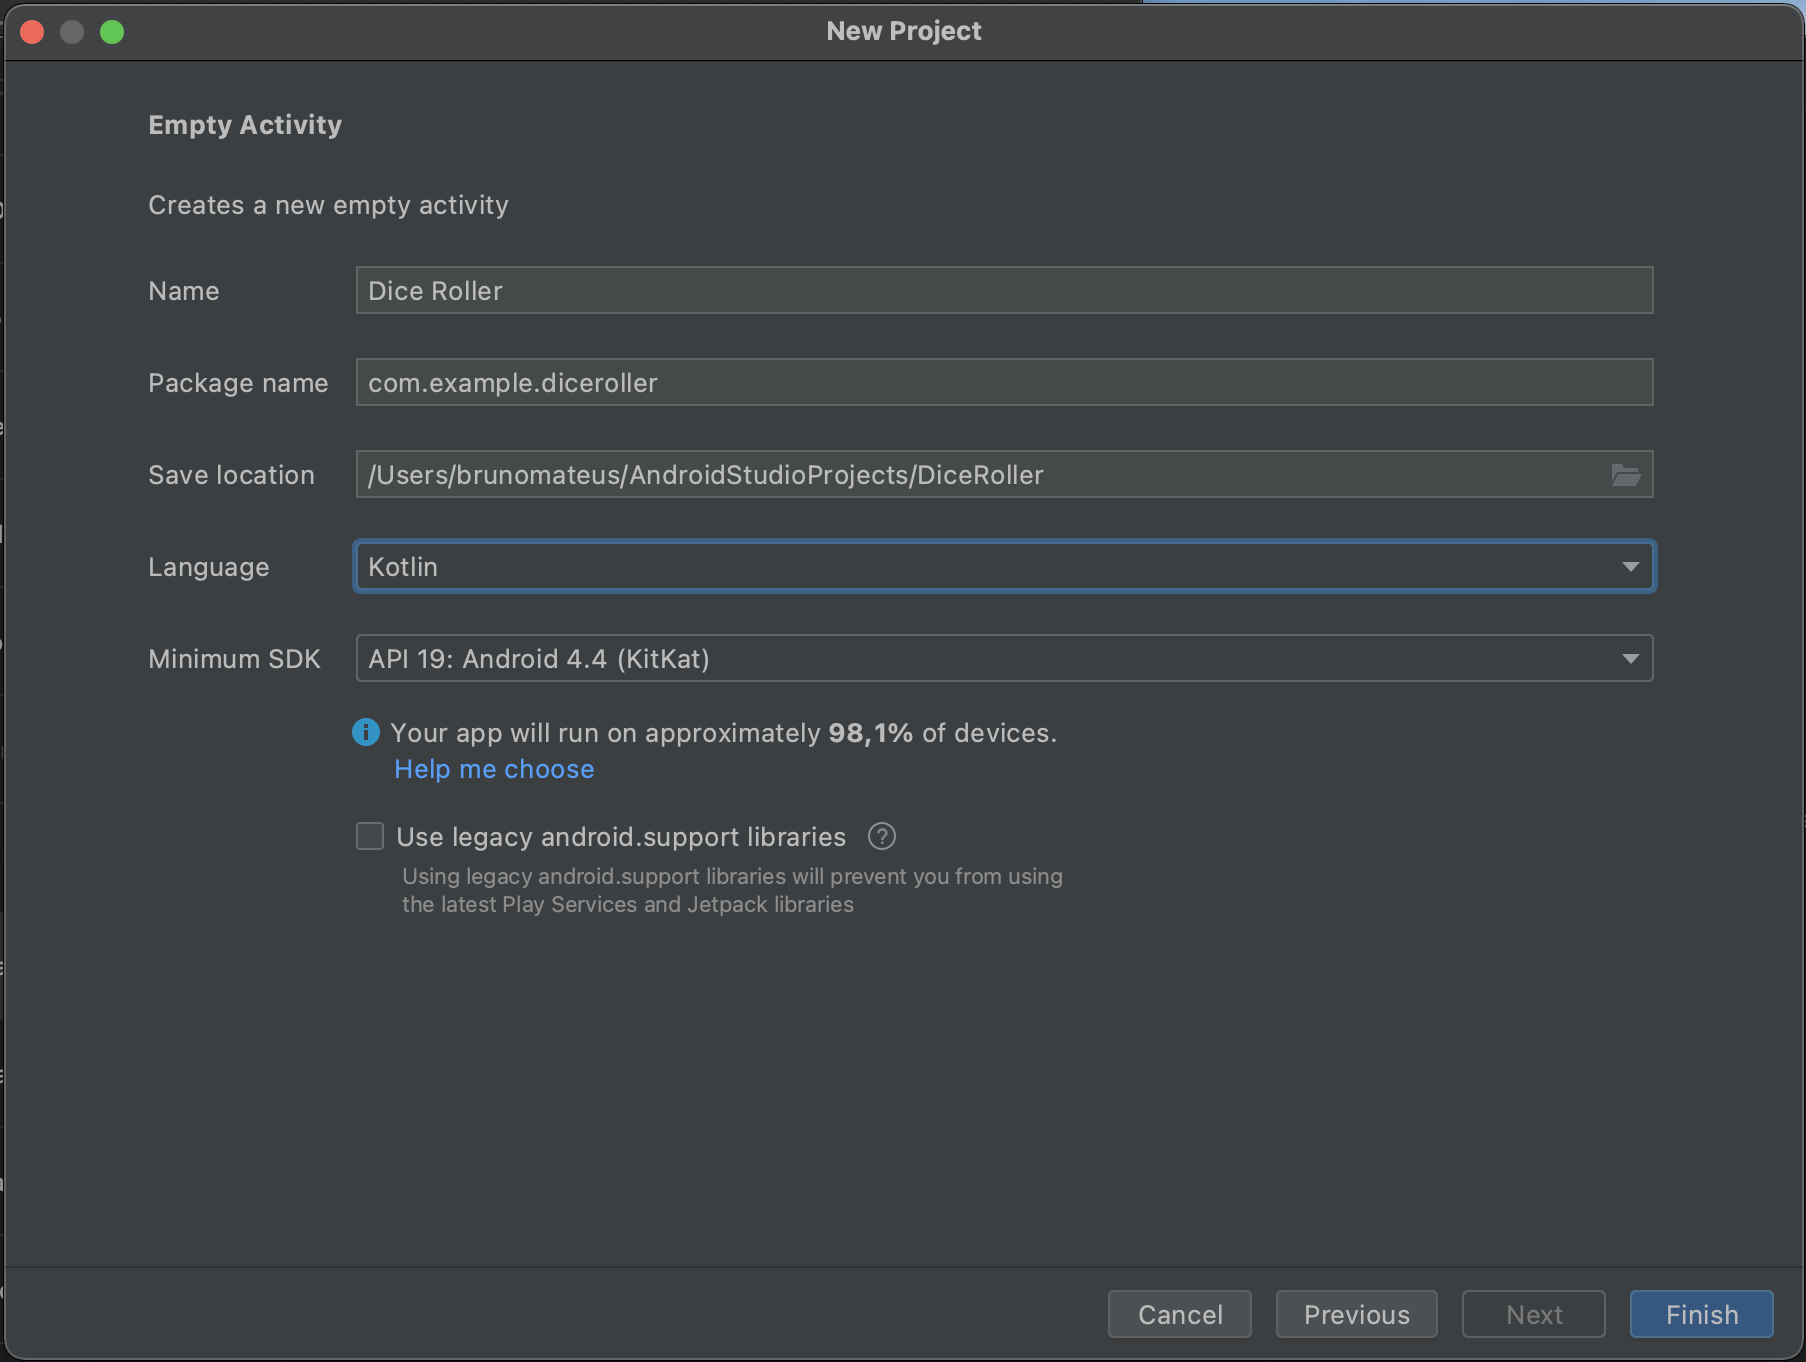 New Project
Empty Activity
Creates a new empty activity
Name
Dice Roller
Package name
com.example.diceroller
Save location
/Users/brunomateus/AndroidStudioProjects/DiceRoller
Language
Kotlin
Minimum SDK
API 19: Android 4.4 (KitKat)
Your app will run on approximately 98,1% of devices.
Help me choose
Use legacy android.support libraries
Using legacy android.support libraries will prevent you from using
the latest Play Services and Jetpack libraries
Cancel
Previous
Next
Finish